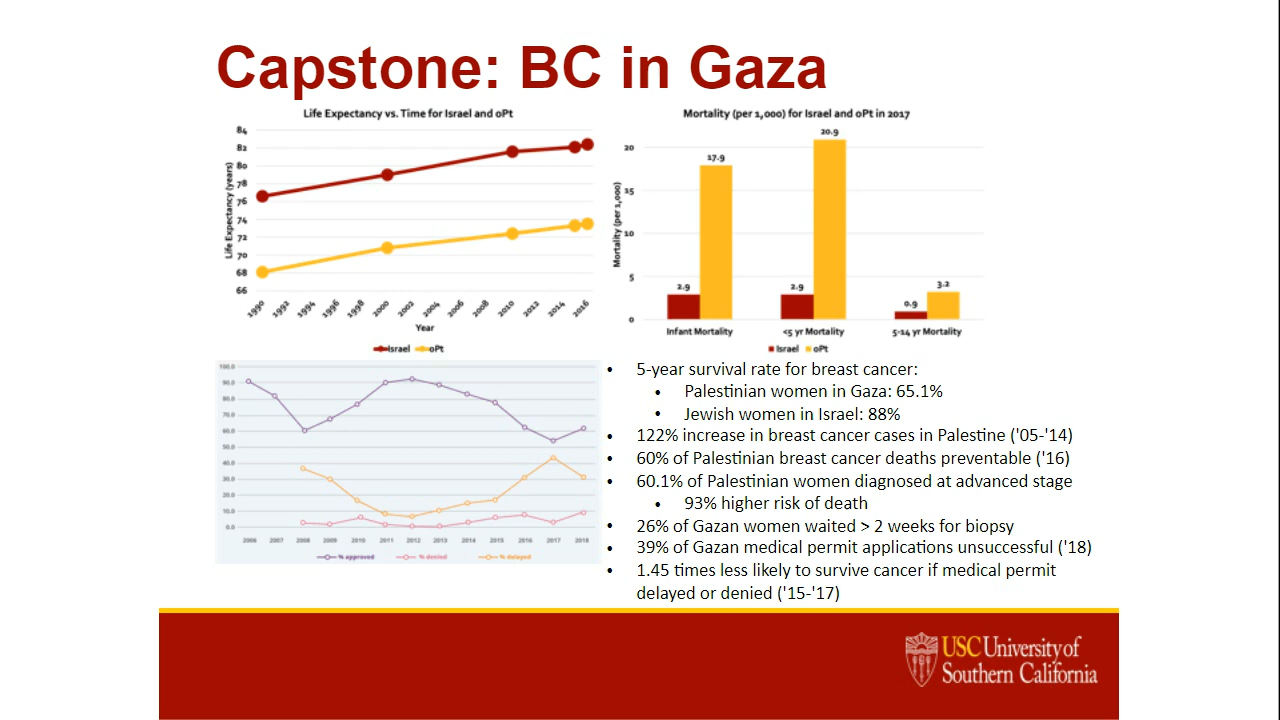 Capstone: BC in Gaza
Life Expectancy vs. Time for Israel and oPt
84
82
80
78
76
74
72
70
68
66
Life Expectancy (years)
1990
1992
1994
1996
1998
2000
2002
2004
2006
2008
2010
2012
2014
2016
Year
Israel
oPt
Mortality (per 1,000) for Israel and oPt in 2017
20
15
10
5
0
Mortality (per 1,000)
2.9
17.9
2.9
20.9
0.9
3.2
Infant Mortality
<5 yr Mortality
5-14 yr Mortality
Israel
oPt
100.0
90.0
80.0
70.0
60.0
50.0
40.0
30.0
20.0
10.0
0.0
2006
2007
2008
2009
2010
2011
2012
2013
2014
2015
2016
2017
2018
% approved
% denied
% delayed
• 5-year survival rate for breast cancer:
• Palestinian women in Gaza: 65.1%
• Jewish women in Israel: 88%
• 122% increase in breast cancer cases in Palestine ('05-'14)
• 60% of Palestinian breast cancer deaths preventable ('16)
• 60.1% of Palestinian women diagnosed at advanced stage
• 93% higher risk of death
• 26% of Gazan women waited > 2 weeks for biopsy
• 39% of Gazan medical permit applications unsuccessful ('18)
• 1.45 times less likely to survive cancer if medical permit
delayed or denied ('15-'17)
USC University of
Southern California